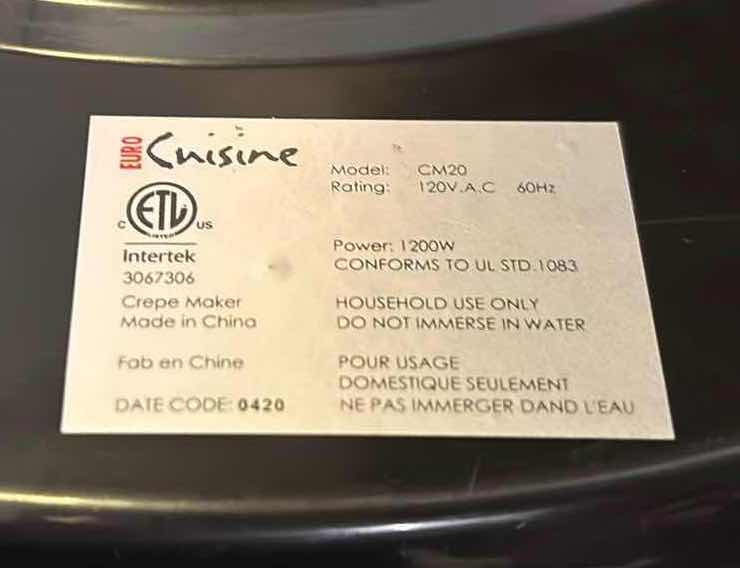 EURO Cuisine
Model: CM20
Rating: 120V.A.C 60Hz
C ETL US
LISTED
Intertek
3067306
Power: 1200W
CONFORMS TO UL STD.1083
Crepe Maker
Made in China
HOUSEHOLD USE ONLY
DO NOT IMMERSE IN WATER
Fab en Chine
POUR USAGE
DOMESTIQUE SEULEMENT
DATE CODE: 0420
NE PAS IMMERGER DAND L'EAU